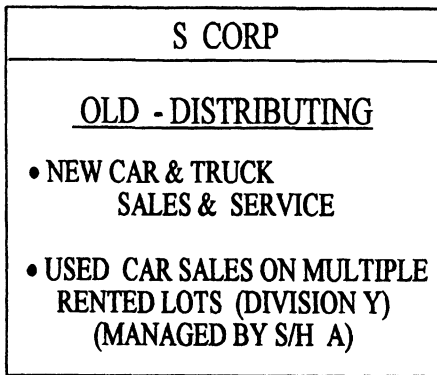 S CORP
OLD - DISTRIBUTING
• NEW CAR & TRUCK
SALES & SERVICE
• USED CAR SALES ON MULTIPLE
RENTED LOTS (DIVISION Y)
(MANAGED BY S/H A)